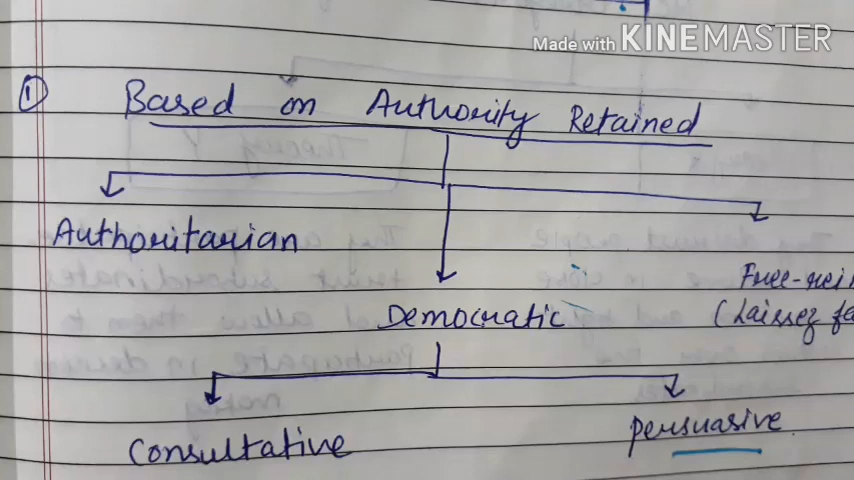 Made with KINEMASTER
① Based on Authority Retained
Authoritarian
Democratic
Consultative
Persuasive